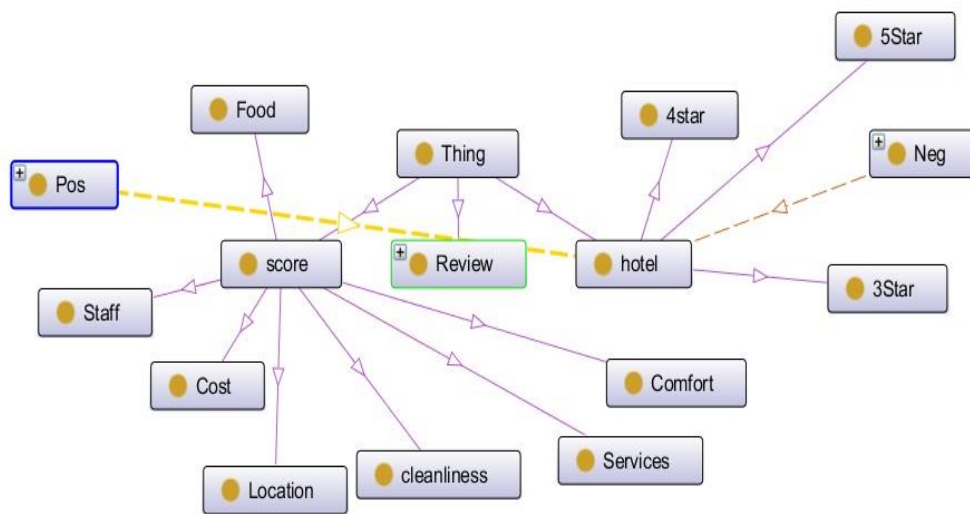 5Star
Food
4star
Thing
+ Neg
+ Pos
score
+ Review
hotel
3Star
Staff
Cost
Comfort
Services
cleanliness
Location